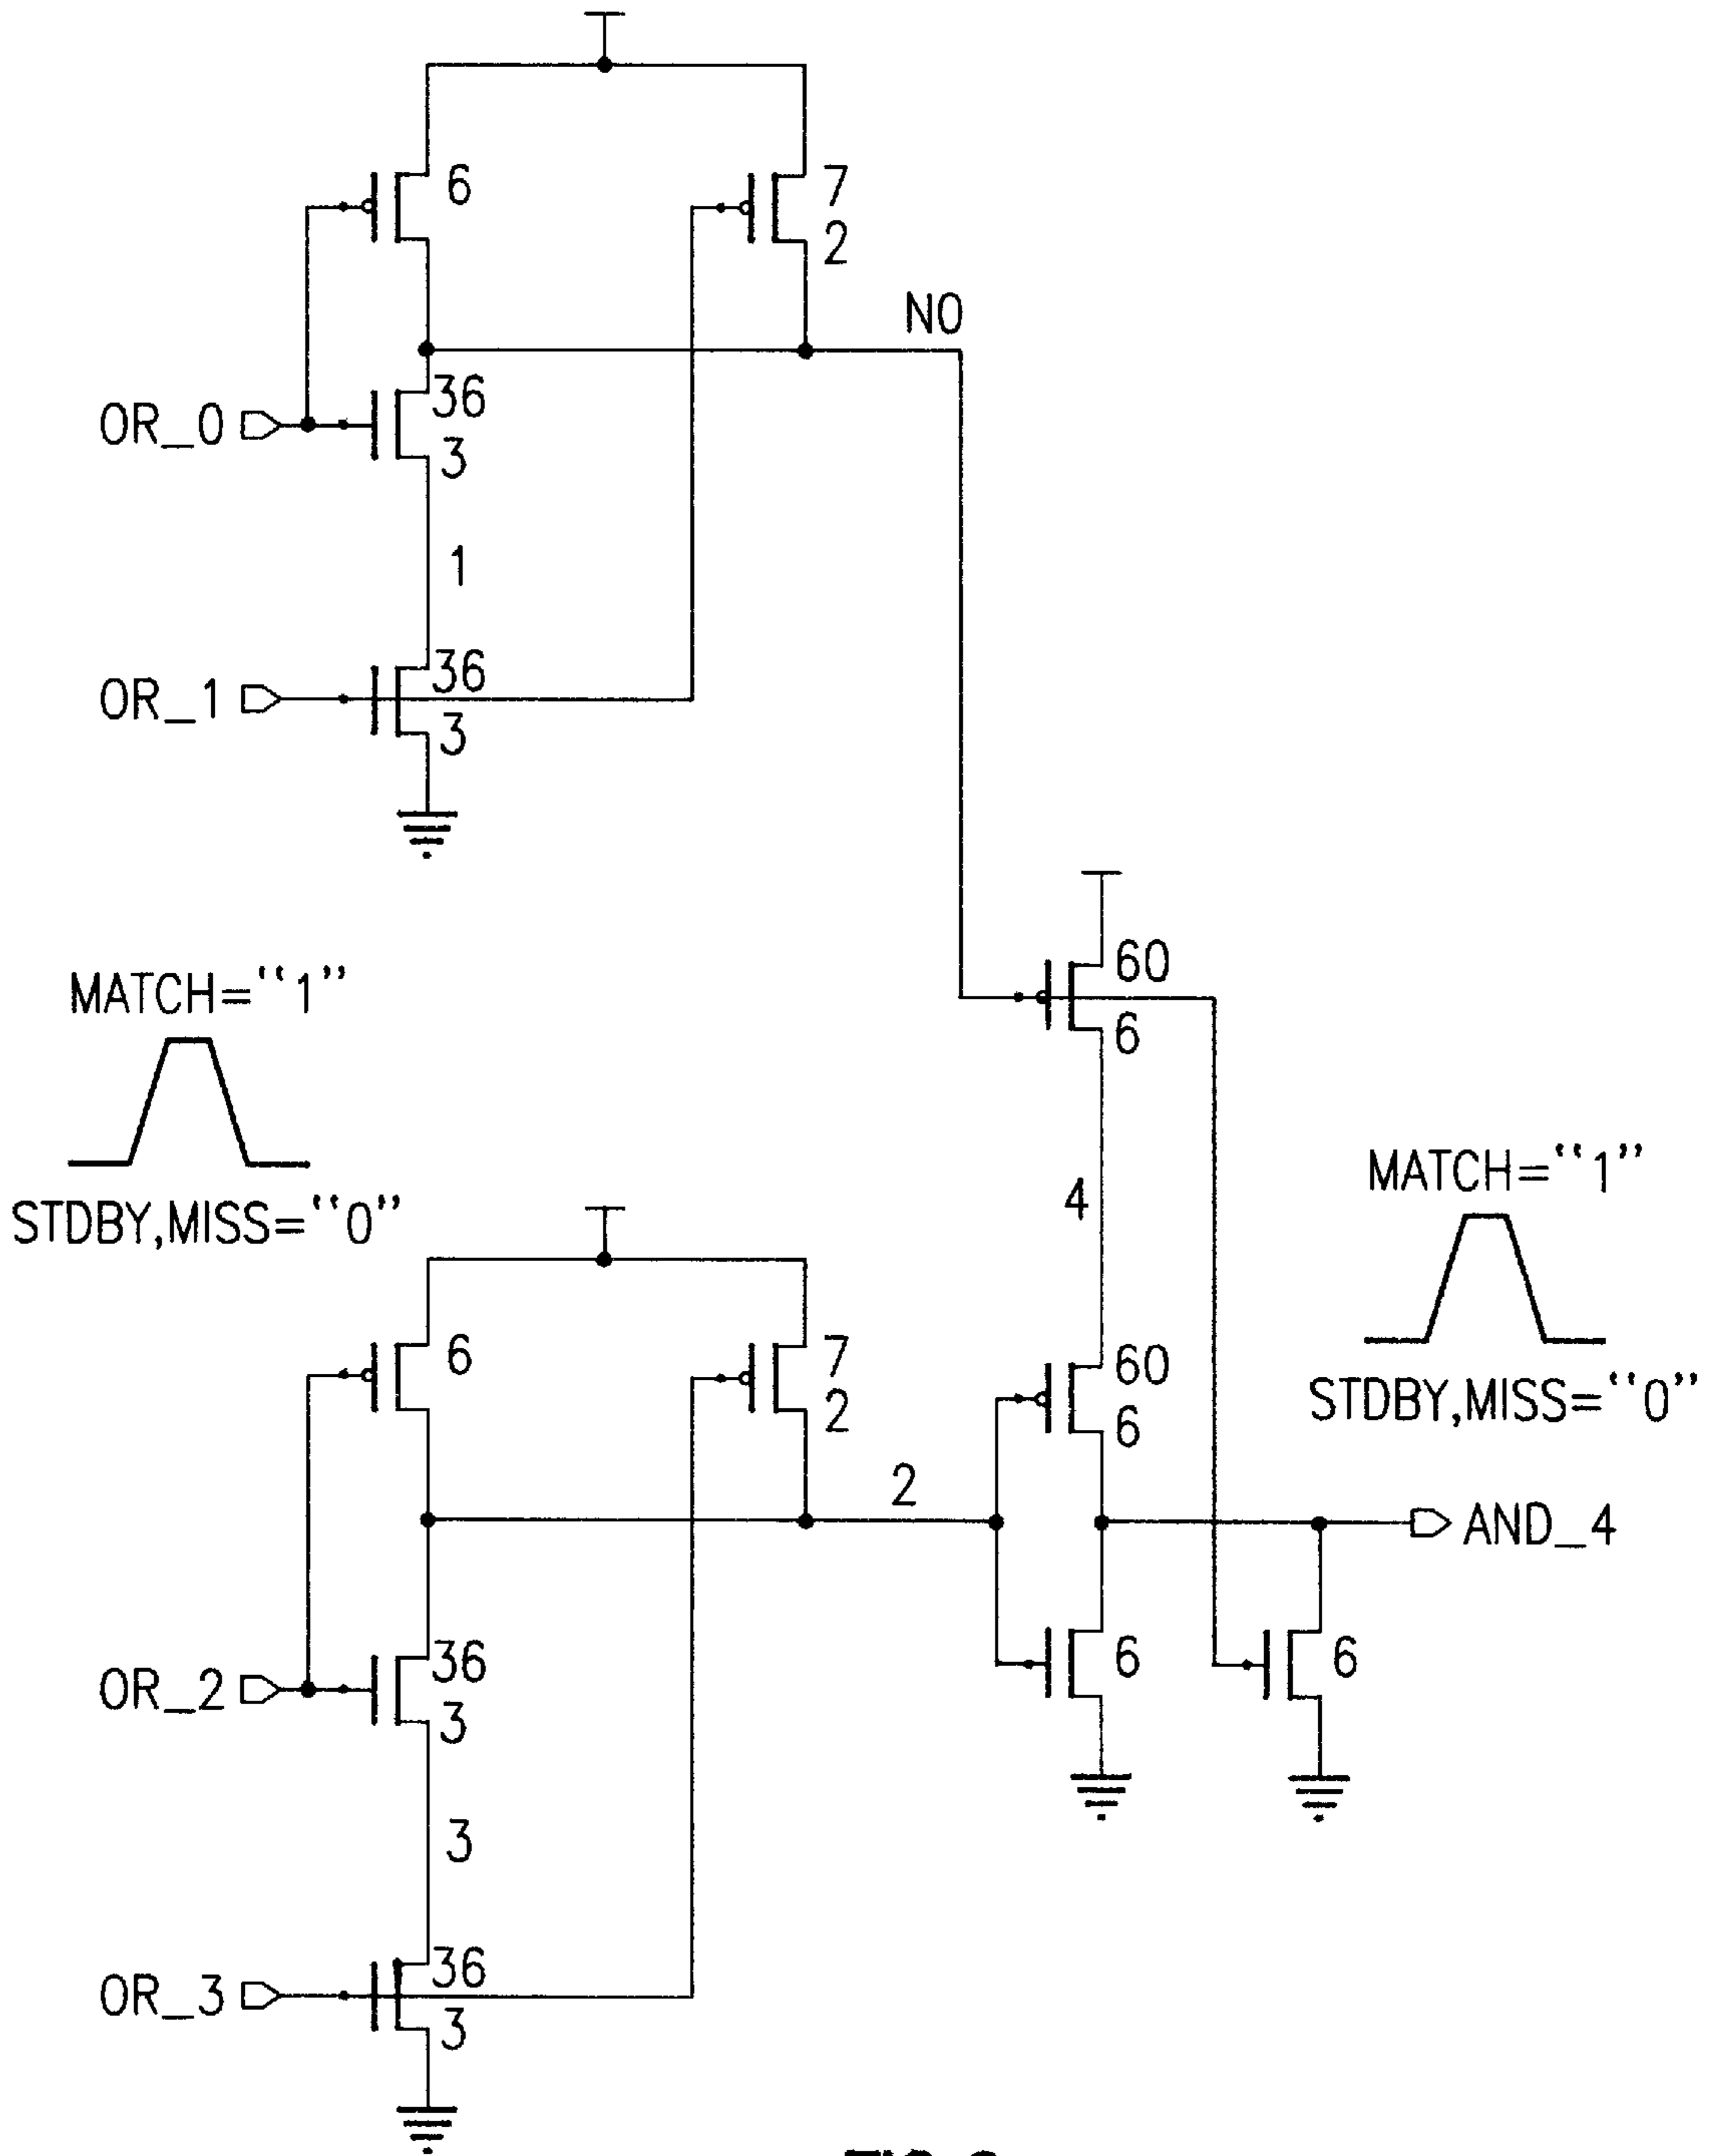 6
7
2
N0
OR_0
36
3
1
OR_1
36
3
60
6
MATCH="1"
STDBY,MISS="0"
4
MATCH="1"
STDBY,MISS="0"
6
7
2
60
6
2
AND_4
OR_2
36
3
6
6
3
OR_3
36
3